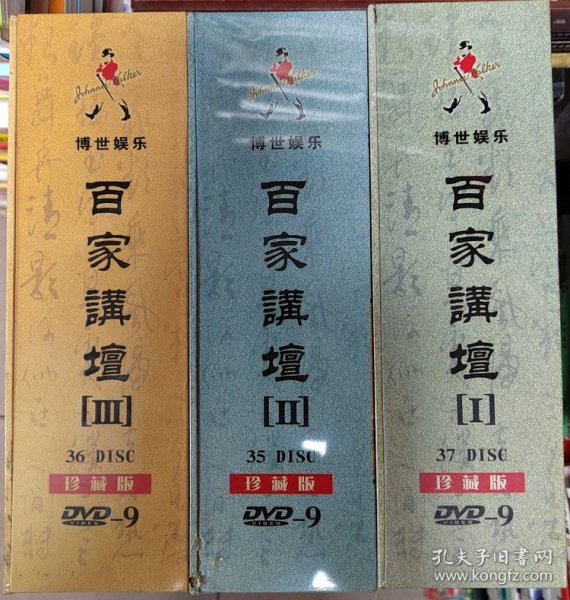 Johnnie Walker
博世娱乐
百家講壇
[III]
36 DISC
珍藏版
DVD-9
VIDEO
Johnnie Walker
博世娱乐
百家講壇
[II]
35 DISC
珍藏版
DVD-9
VIDEO
Johnnie Walker
博世娱乐
百家講壇
[I]
37 DISC
珍藏版
DVD-9
VIDEO
孔夫子旧书网
www.kongfz.com